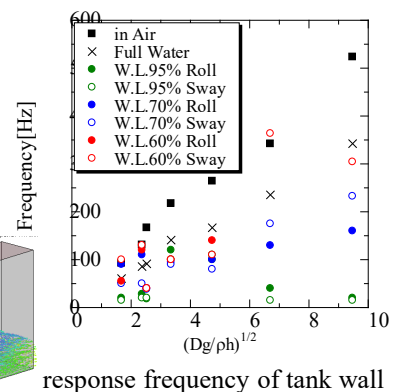 600
in Air
Full Water
W.L.95% Roll
W.L.95% Sway
W.L.70% Roll
W.L.70% Sway
W.L.60% Roll
W.L.60% Sway
Frequency[Hz]
200
100
0
0 2 4 6 8 10
(Dg/ρh)1/2
response frequency of tank wall